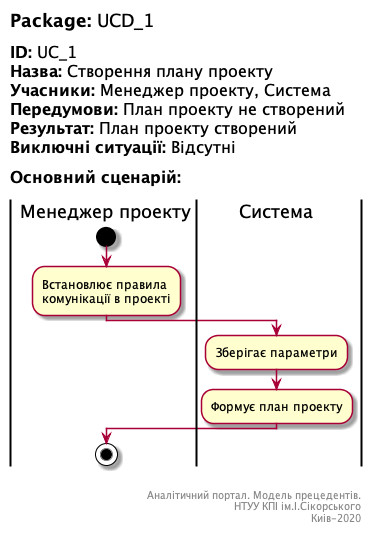 Package: UCD_1
ID: UC_1
Назва: Створення плану проекту
Учасники: Менеджер проекту, Система
Передумови: План проекту не створений
Результат: План проекту створений
Виключні ситуації: Відсутні
Основний сценарій:
Менеджер проекту
Система
Встановлює правила
комунікації в проекті
Зберігає параметри
Формує план проекту
Аналітичний портал. Модель прецедентів.
НТУУ КПІ ім.І.Сікорського
Київ-2020